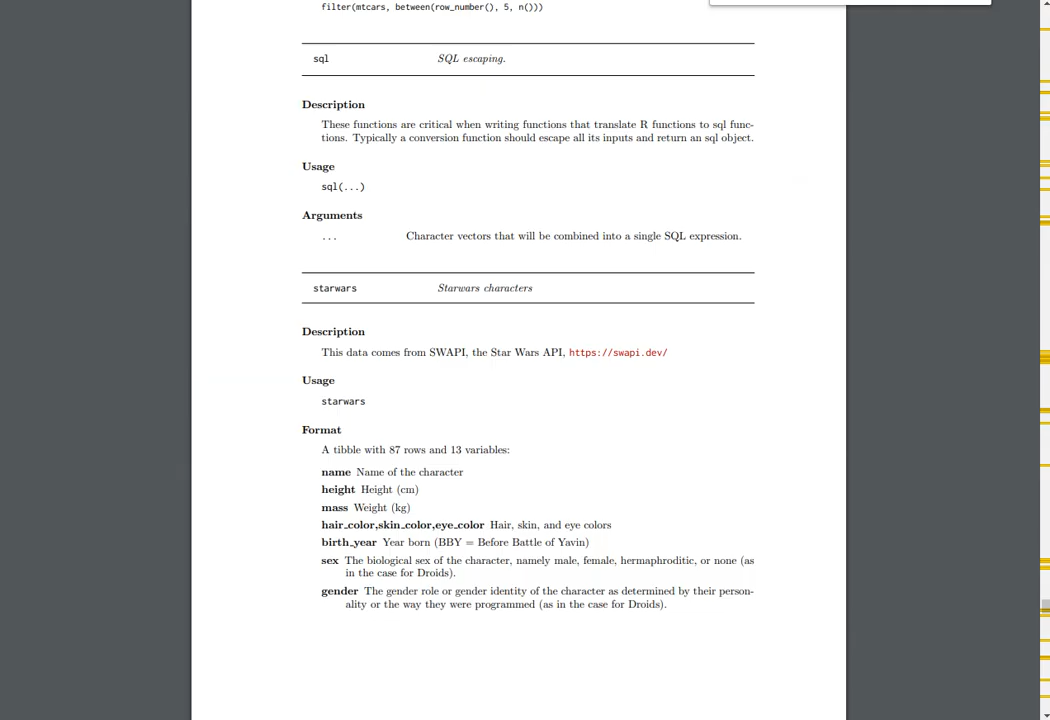 filter(mtcars, between(row_number(), 5, n()))
sql SQL escaping.
Description
These functions are critical when writing functions that translate R functions to sql func-
tions. Typically a conversion function should escape all its inputs and return an sql object.
Usage
sql(...)
Arguments
... Character vectors that will be combined into a single SQL expression.
starwars Starwars characters
Description
This data comes from SWAPI, the Star Wars API, https://swapi.dev/
Usage
starwars
Format
A tibble with 87 rows and 13 variables:
name Name of the character
height Height (cm)
mass Weight (kg)
hair_color,skin_color,eye_color Hair, skin, and eye colors
birth_year Year born (BBY = Before Battle of Yavin)
sex The biological sex of the character, namely male, female, hermaphroditic, or none (as
in the case for Droids).
gender The gender role or gender identity of the character as determined by their person-
ality or the way they were programmed (as in the case for Droids).